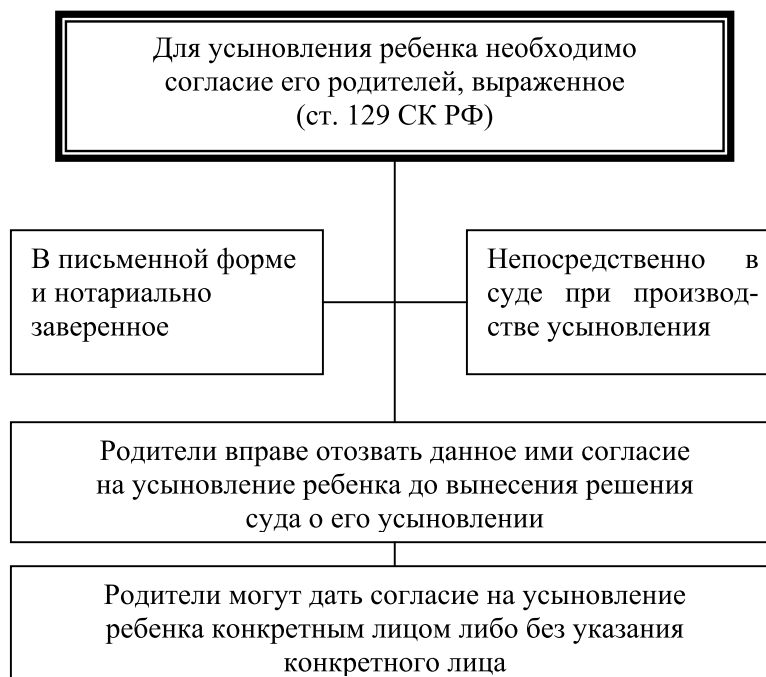 Для усыновления ребенка необходимо
согласие его родителей, выраженное
(ст. 129 СК РФ)
В письменной форме
и нотариально
заверенное
Непосредственно в
суде при производ-
стве усыновления
Родители вправе отозвать данное ими согласие
на усыновление ребенка до вынесения решения
суда о его усыновлении
Родители могут дать согласие на усыновление
ребенка конкретным лицом либо без указания
конкретного лица